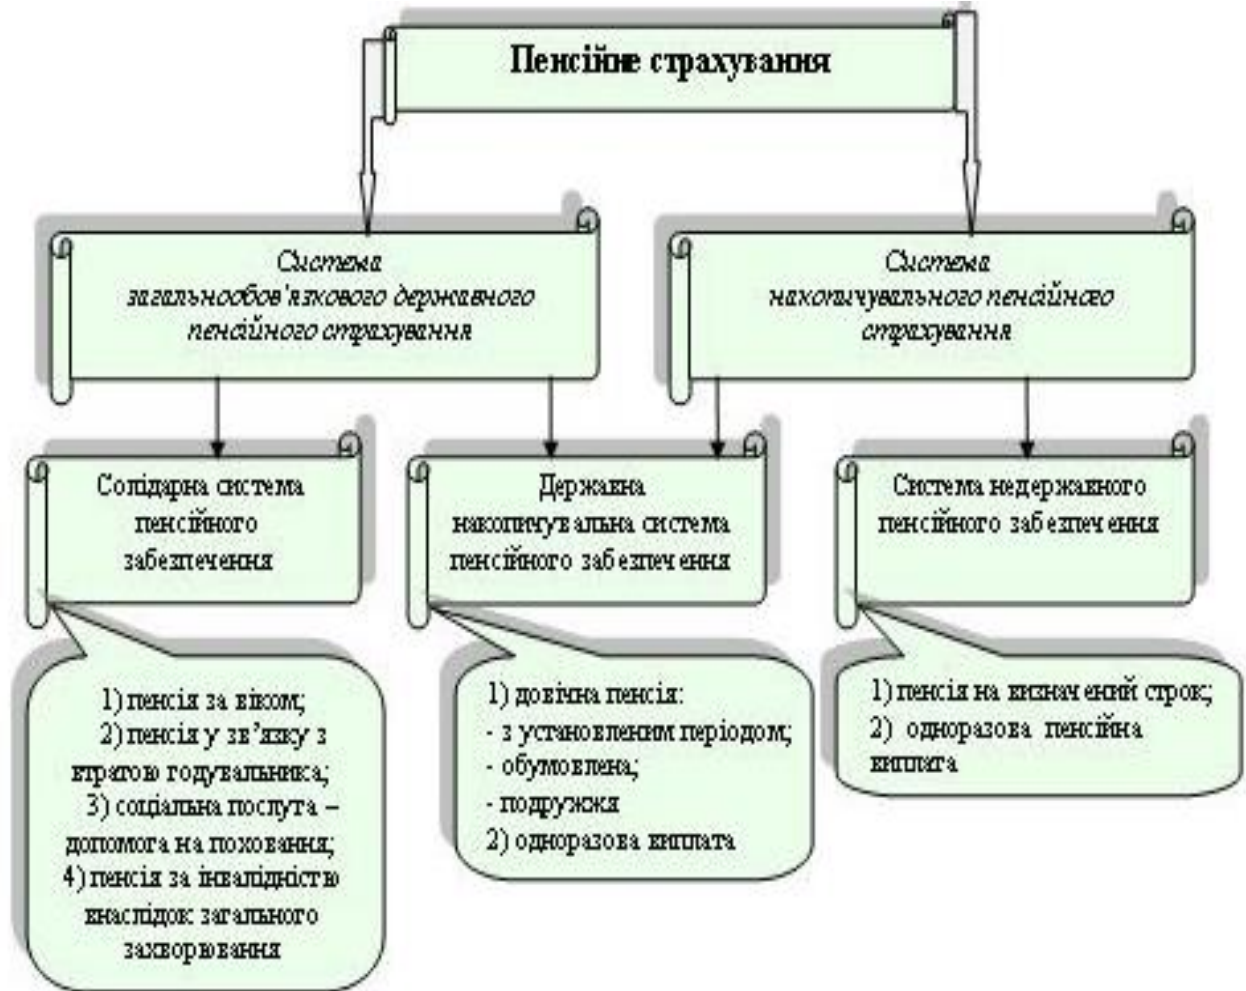 Пенсійне страхування
Система
загальнообов'язкового державного
пенсійного страхування
Система
накопичувального пенсійного
страхування
Солідарна система
пенсійного
забезпечення
Державна
накопичувальна система
пенсійного забезпечення
Система недержавного
пенсійного забезпечення
1) пенсія за віком;
2) пенсія у зв’язку з
втратою годувальника;
3) соціальна послуга –
допомога на поховання;
4) пенсія за інвалідністю
внаслідок загального
захворювання
1) довічна пенсія:
- з установленим періодом;
- обумовлена;
- подружжя
2) одноразова виплата
1) пенсія на визначений строк;
2) одноразова пенсійна
виплата